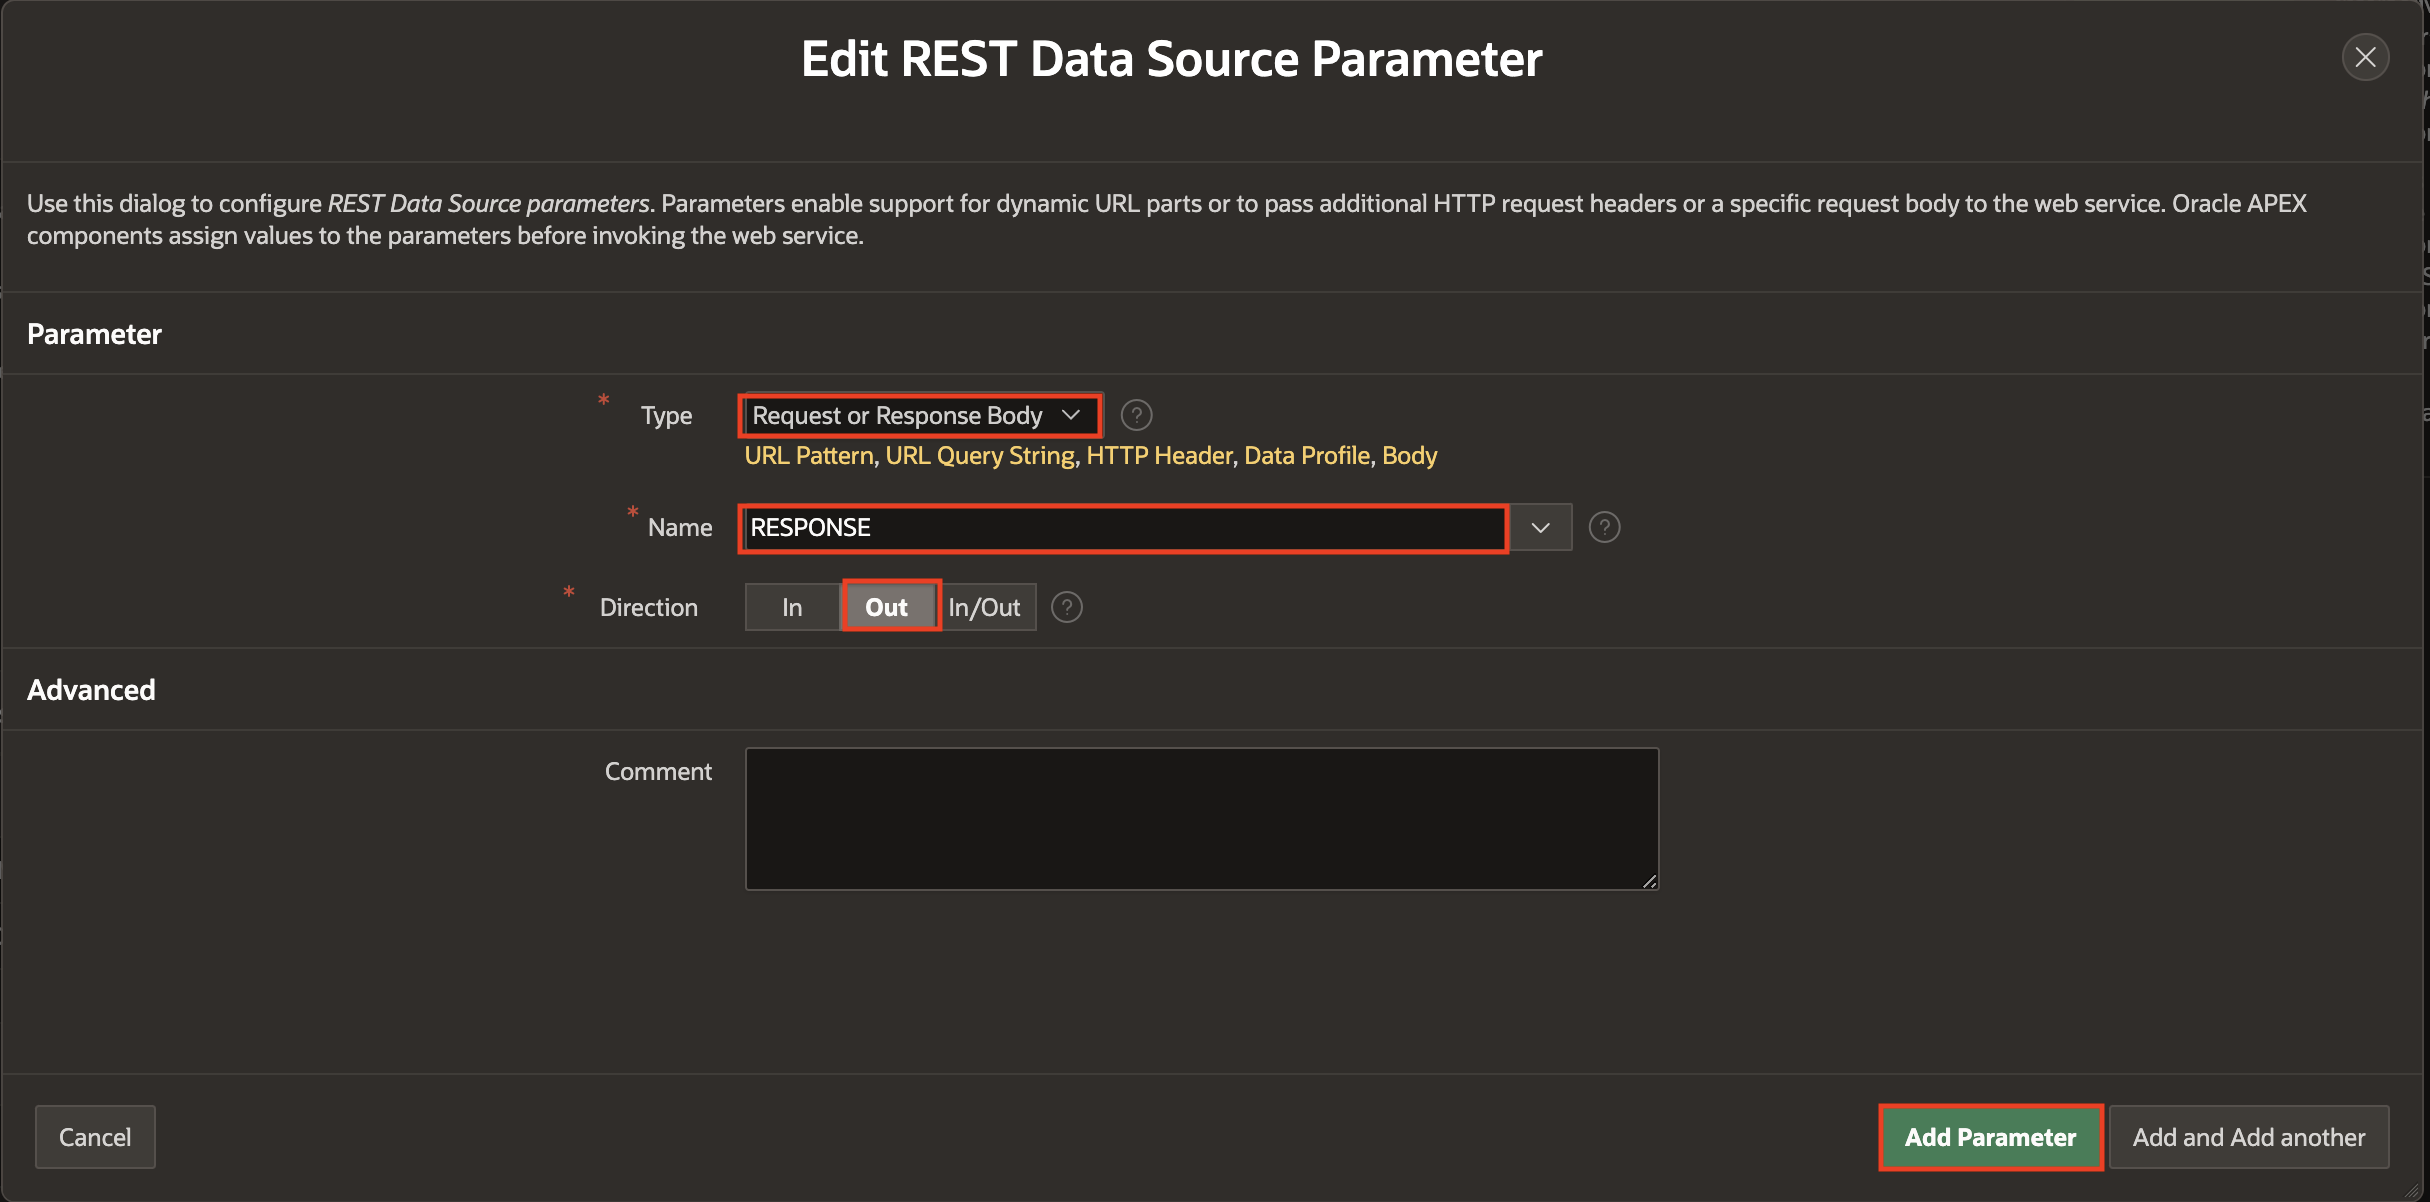 Edit REST Data Source Parameter
Use this dialog to configure REST Data Source parameters. Parameters enable support for dynamic URL parts or to pass additional HTTP request headers or a specific request body to the web service. Oracle APEX
components assign values to the parameters before invoking the web service.
Parameter
* Type Request or Response Body ?
URL Pattern, URL Query String, HTTP Header, Data Profile, Body
* Name RESPONSE ?
* Direction In Out In/Out ?
Advanced
Comment
Cancel Add Parameter Add and Add another